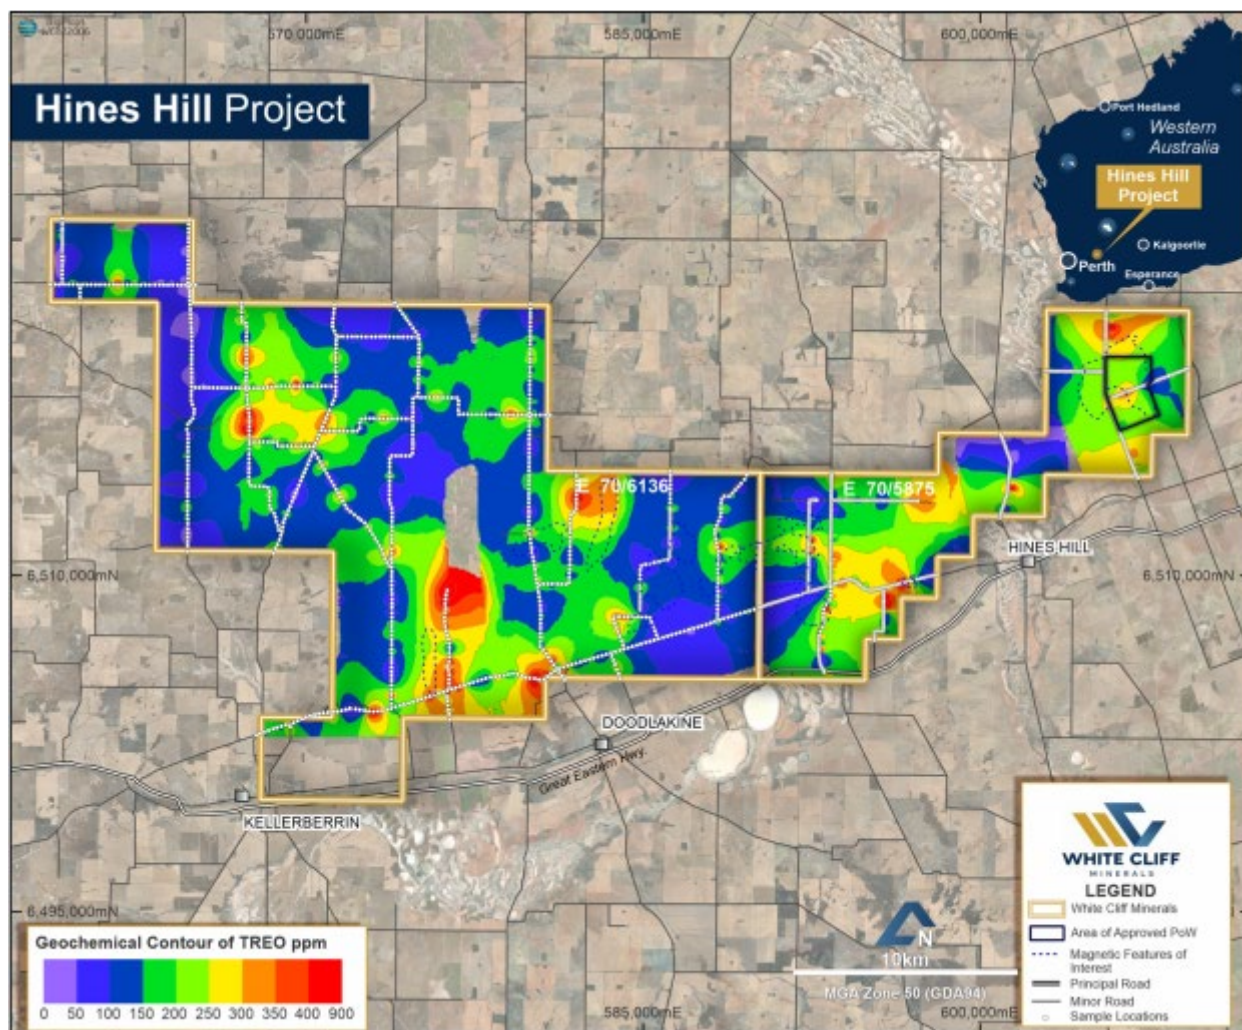 570,000mE
585,000mE
600,000mE
Hines Hill Project
Port Hedland
Western
Australia
Hines Hill
Project
Kalgoorlie
Perth
Esperance
E 70/6136
E 70/5875
HINES HILL
6,510,000mN
6,510,000mN
DOODLAKINE
Great Eastern Hwy.
KELLERBERRIN
6,495,000mN
WHITE CLIFF
MINERALS
LEGEND
White Cliff Minerals
Area of Approved PoW
Magnetic Features of
Interest
Principal Road
Minor Road
Sample Locations
N
10km
MGA Zone 50 (GDA94)
Geochemical Contour of TREO ppm
0 50 100 150 200 250 300 350 400 900
585,000mE
600,000mE